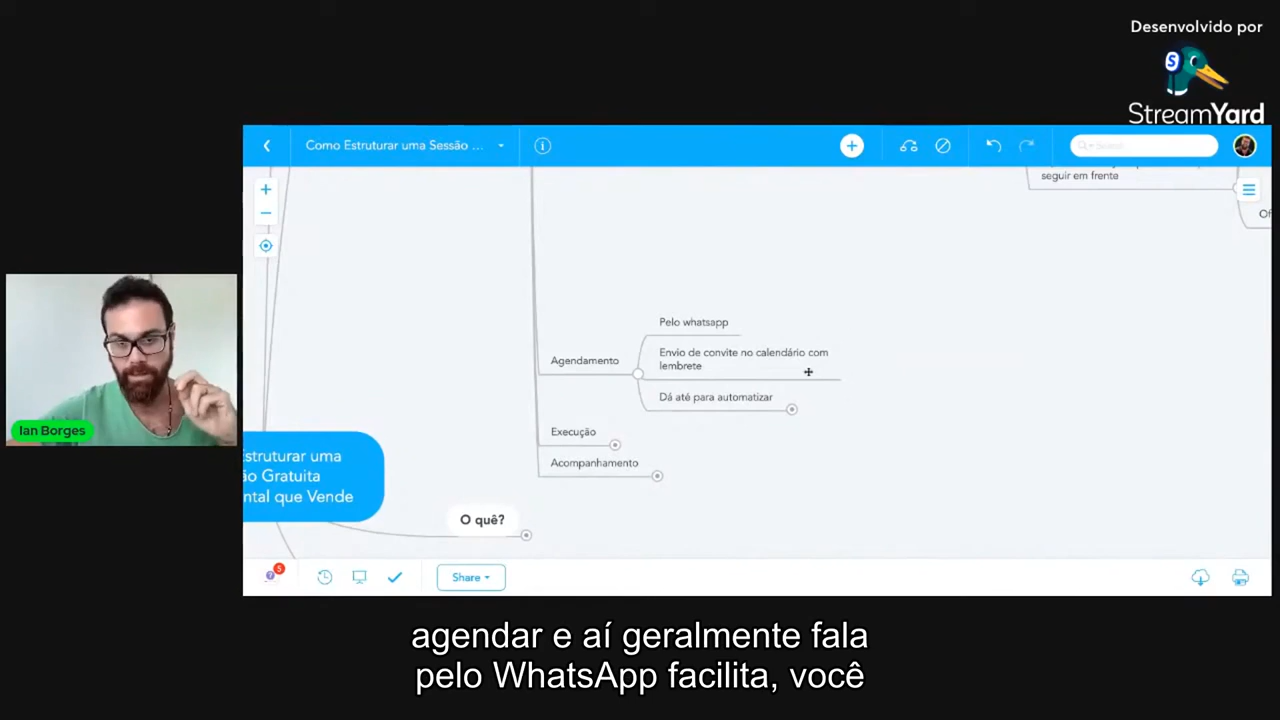 Desenvolvido por
StreamYard
Como Estruturar uma Sessão ...
seguir em frente
Of
Pelo whatsapp
Envio de convite no calendário com
lembrete
Agendamento
Dá até para automatizar
Ian Borges
Execução
Acompanhamento
struturar uma
ão Gratuita
ntal que Vende
O quê?
5
Share
agendar e aí geralmente fala
pelo WhatsApp facilita, você